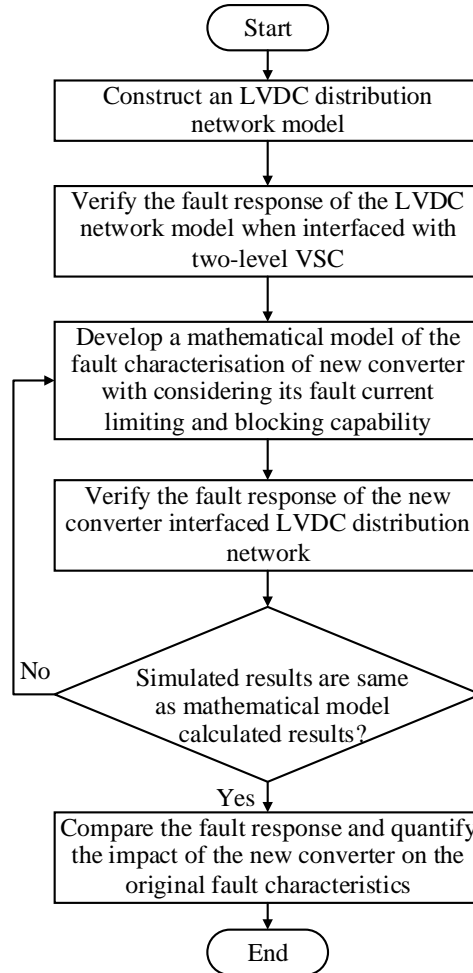 Start
Construct an LVDC distribution
network model
Verify the fault response of the LVDC
network model when interfaced with
two-level VSC
Develop a mathematical model of the
fault characterisation of new converter
with considering its fault current
limiting and blocking capability
Verify the fault response of the new
converter interfaced LVDC distribution
network
No
Simulated results are same
as mathematical model
calculated results?
Yes
Compare the fault response and quantify
the impact of the new converter on the
original fault characteristics
End